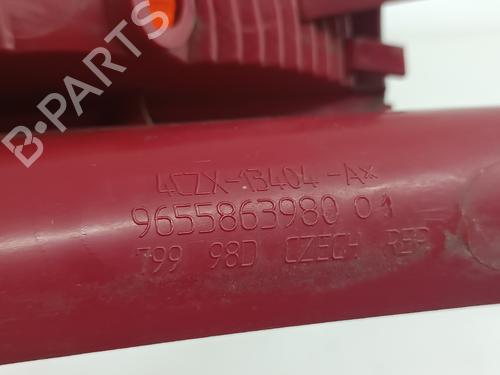 B-PARTS
4CZX-13404-Ax
9655863980 01
799 98D CZECH REP